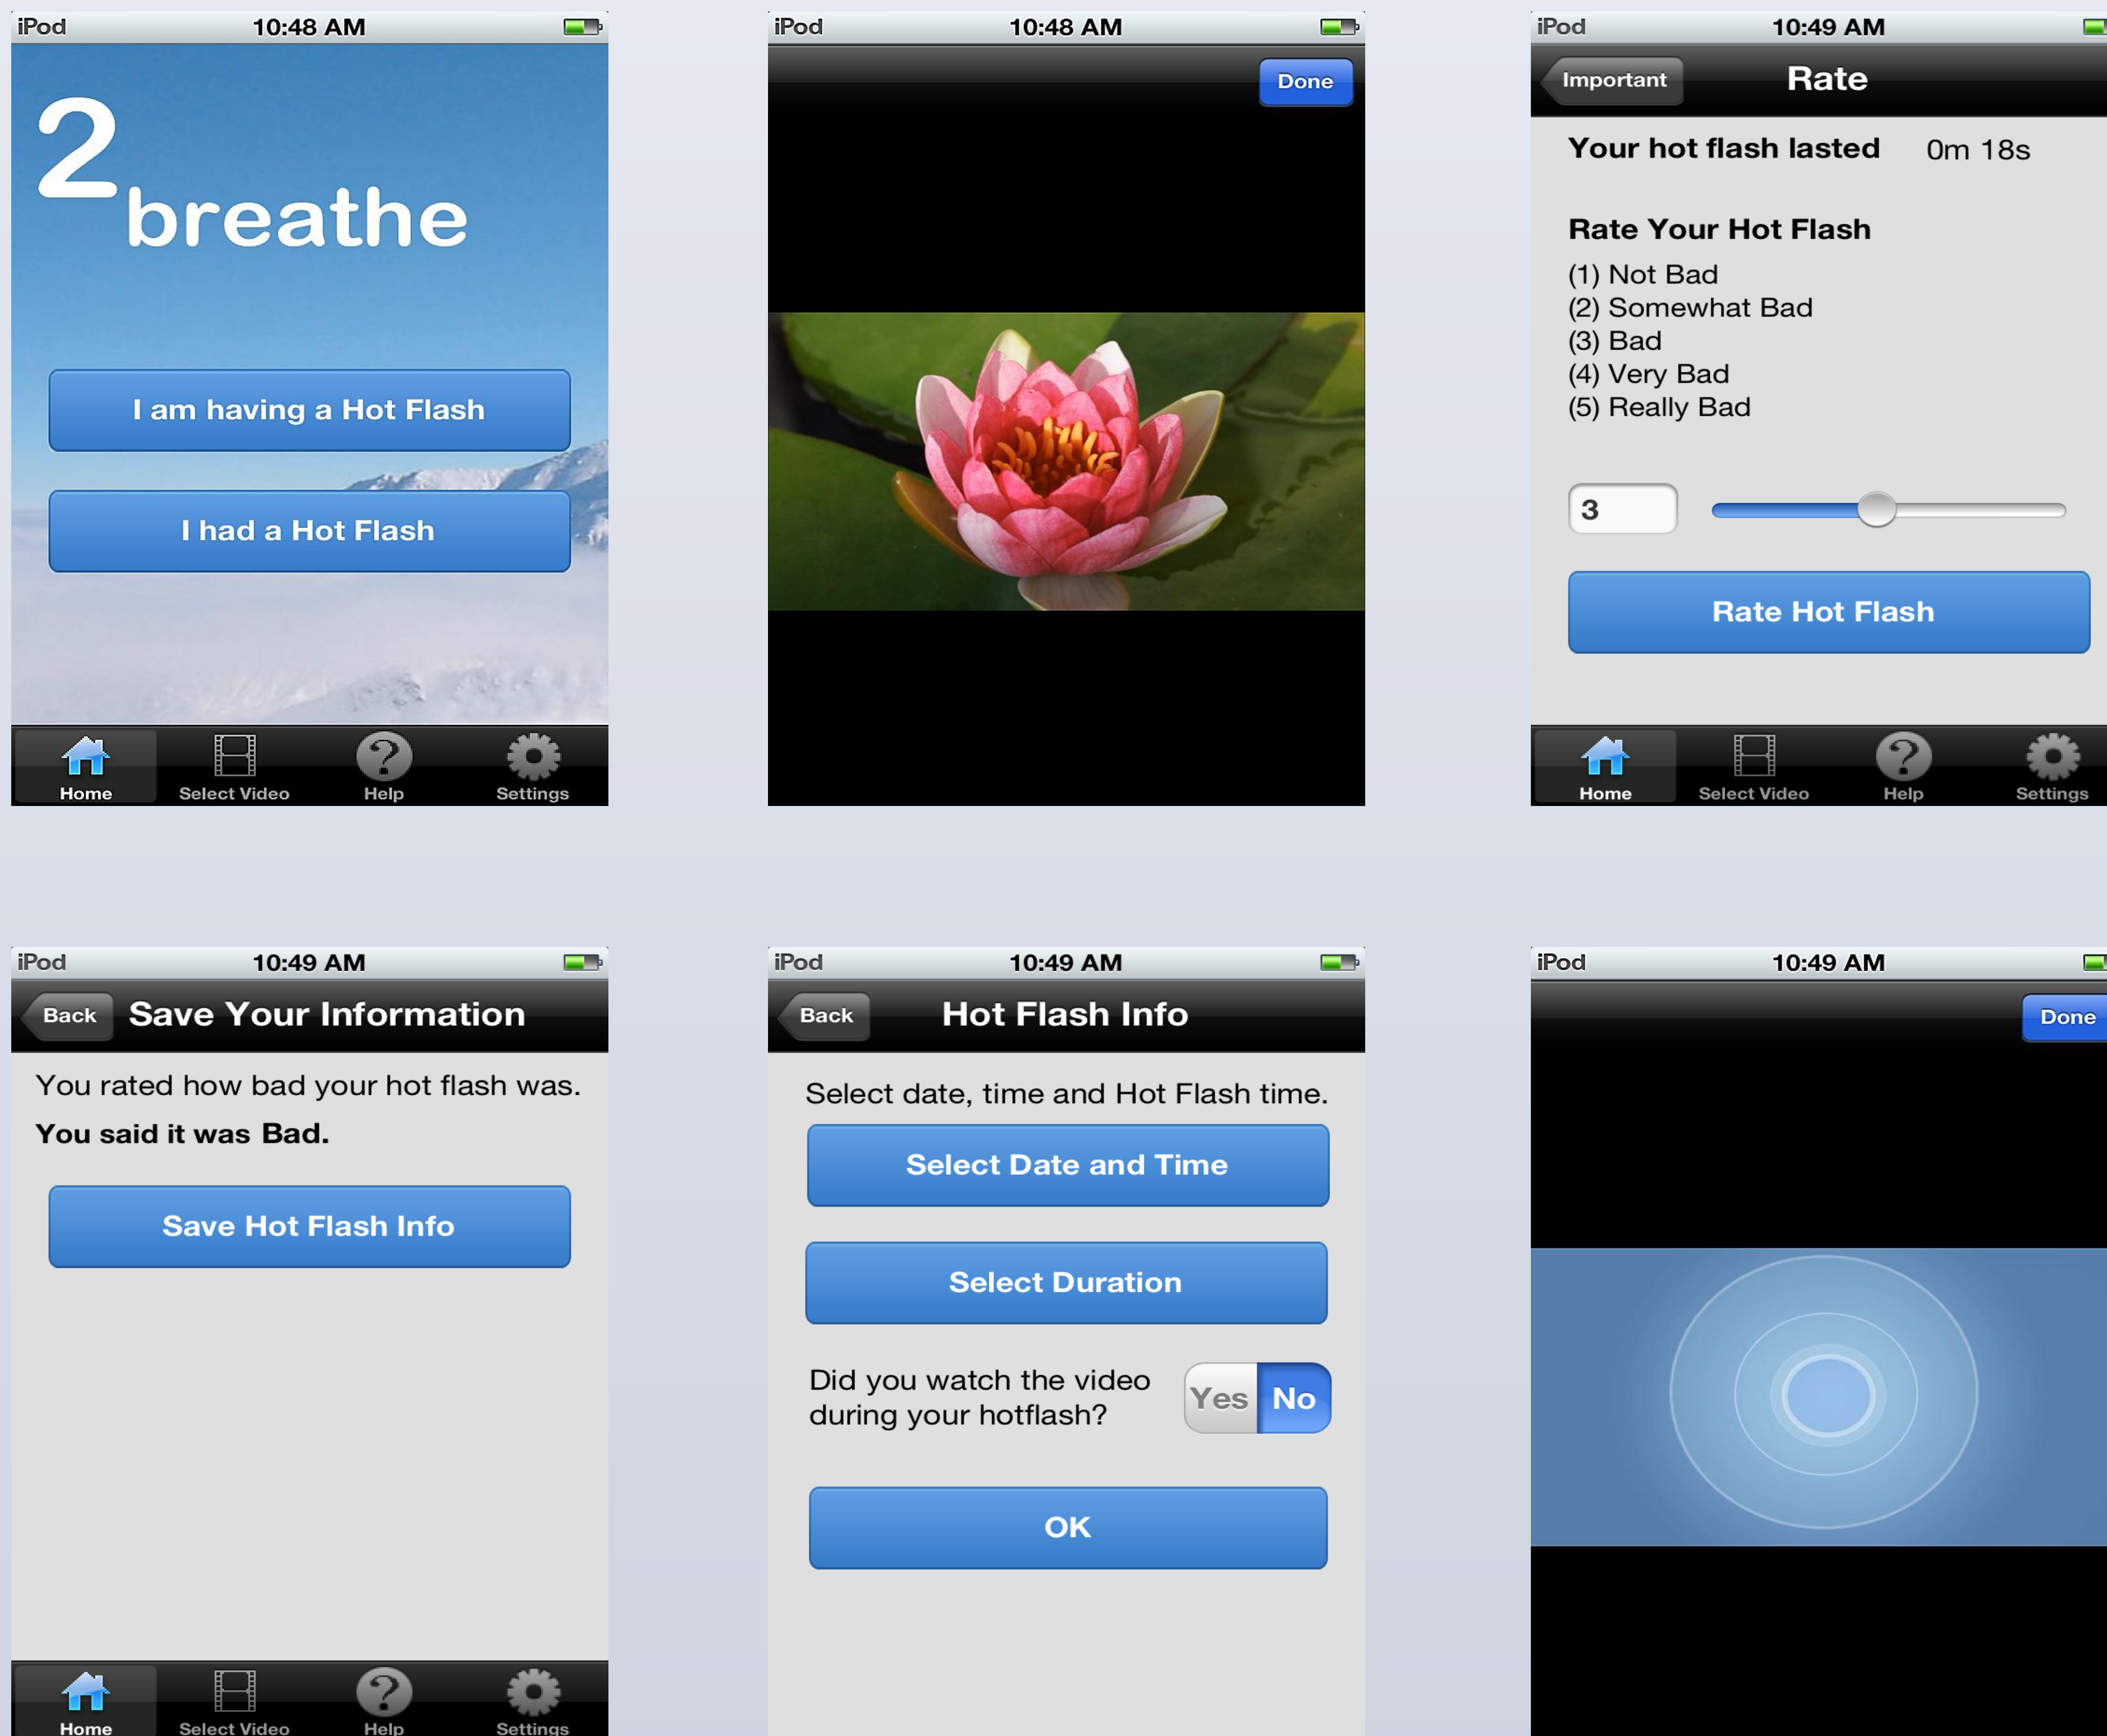 iPod 10:48 AM
2
breathe
I am having a Hot Flash
I had a Hot Flash
Home Select Video Help Settings
iPod 10:48 AM
Done
iPod 10:49 AM
Important Rate
Your hot flash lasted 0m 18s
Rate Your Hot Flash
(1) Not Bad
(2) Somewhat Bad
(3) Bad
(4) Very Bad
(5) Really Bad
3
Rate Hot Flash
Home Select Video Help Settings
iPod 10:49 AM
Back Save Your Information
You rated how bad your hot flash was.
You said it was Bad.
Save Hot Flash Info
Home Select Video Help Settings
iPod 10:49 AM
Back Hot Flash Info
Select date, time and Hot Flash time.
Select Date and Time
Select Duration
Did you watch the video
during your hotflash?
Yes No
OK
iPod 10:49 AM
Done